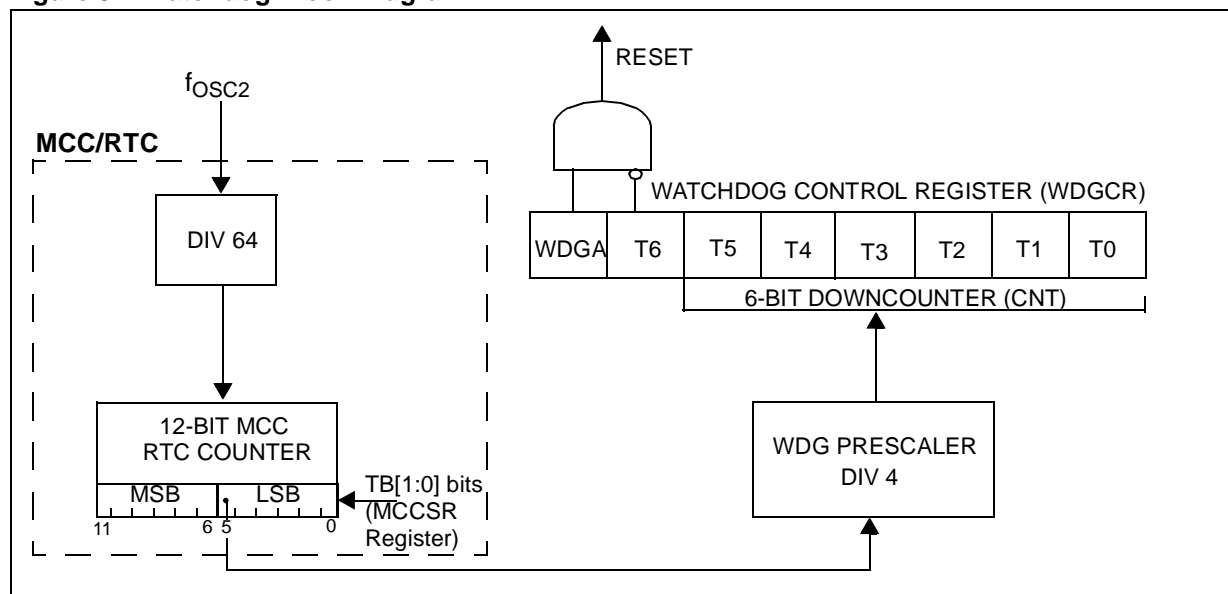 RESET
fOSC2
MCC/RTC
DIV 64
12-BIT MCC
RTC COUNTER
MSB LSB
11 6 5 0
TB[1:0] bits
(MCCSR
Register)
WATCHDOG CONTROL REGISTER (WDGCR)
WDGA T6 T5 T4 T3 T2 T1 T0
6-BIT DOWNCOUNTER (CNT)
WDG PRESCALER
DIV 4